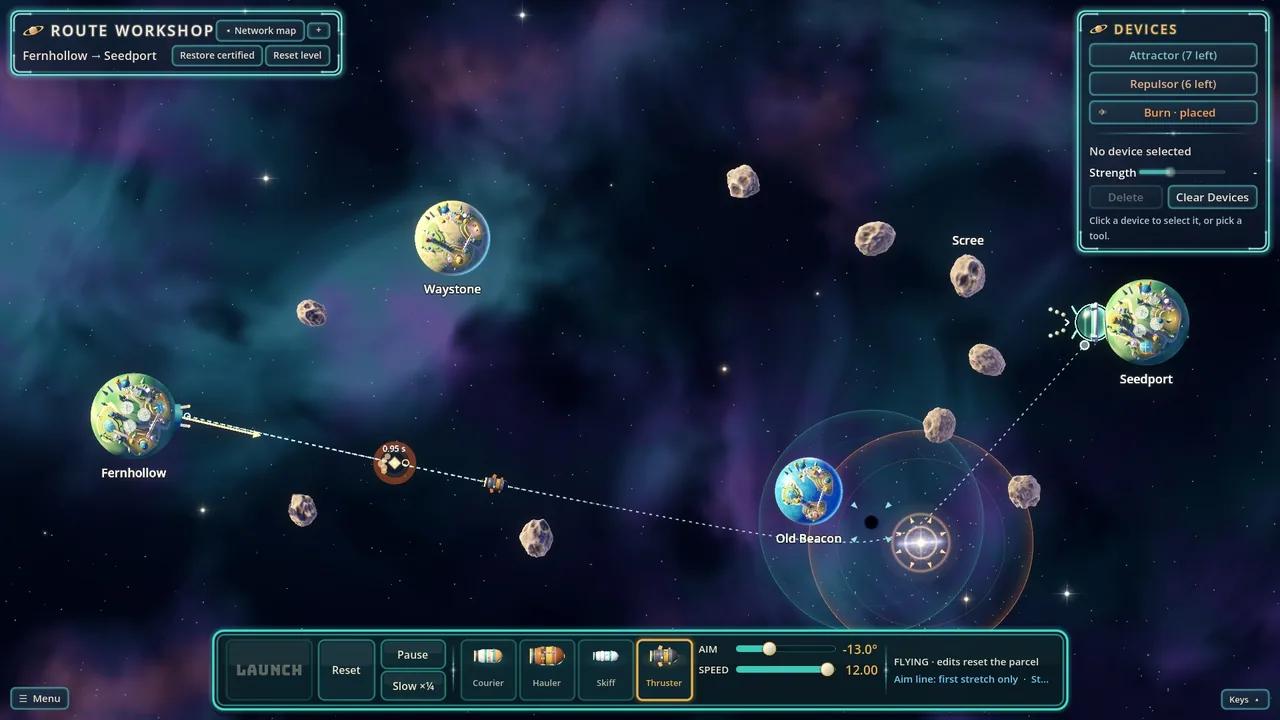 ROUTE WORKSHOP
• Network map
+
Fernhollow → Seedport
Restore certified
Reset level
DEVICES
Attractor (7 left)
Repulsor (6 left)
Burn · placed
No device selected
Strength
-
Delete
Clear Devices
Click a device to select it, or pick a
tool.
Scree
Waystone
Seedport
Fernhollow
0.95 s
Old Beacon
LAUNCH
Reset
Pause
Slow ×¼
Courier
Hauler
Skiff
Thruster
AIM
-13.0°
SPEED
12.00
FLYING · edits reset the parcel
Aim line: first stretch only · St...
☰ Menu
Keys